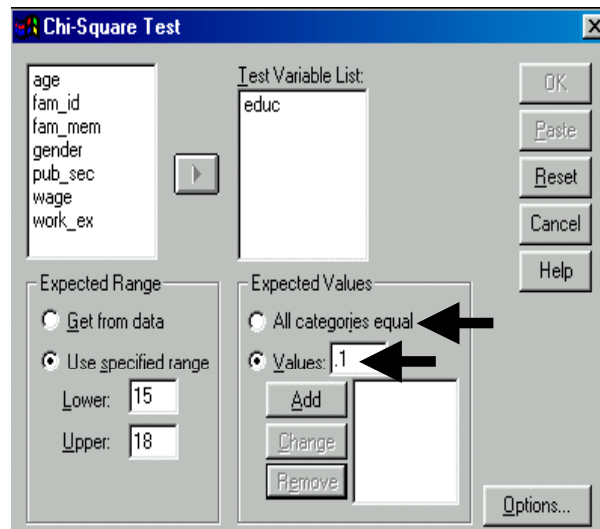 Chi-Square Test
age
fam_id
fam_mem
gender
pub_sec
wage
work_ex
Test Variable List:
educ
OK
Paste
Reset
Cancel
Help
Expected Range
Get from data
Use specified range
Lower: 15
Upper: 18
Expected Values
All categories equal
Values: .1
Add
Change
Remove
Options...